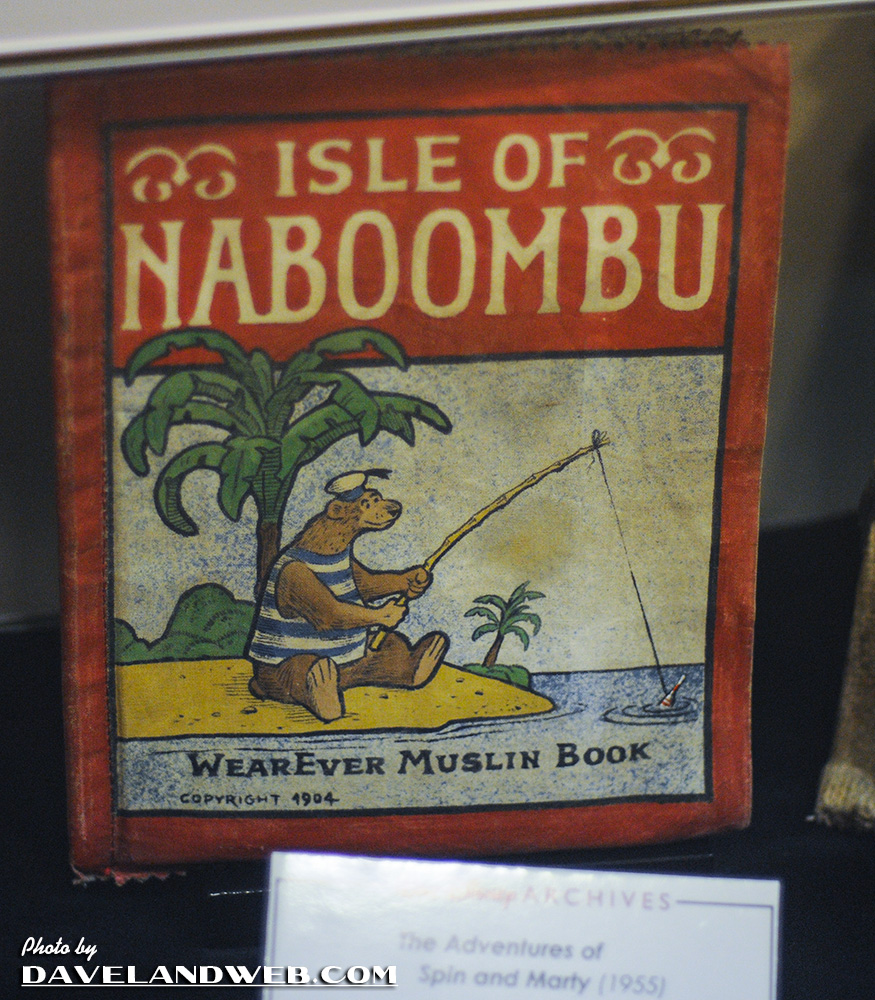 ISLE OF
NABOOMBU
WEAREVER MUSLIN BOOK
COPYRIGHT 1904
Disney ARCHIVES
The Adventures of
Spin and Marty (1955)
Photo by
DAVELANDWEB.COM